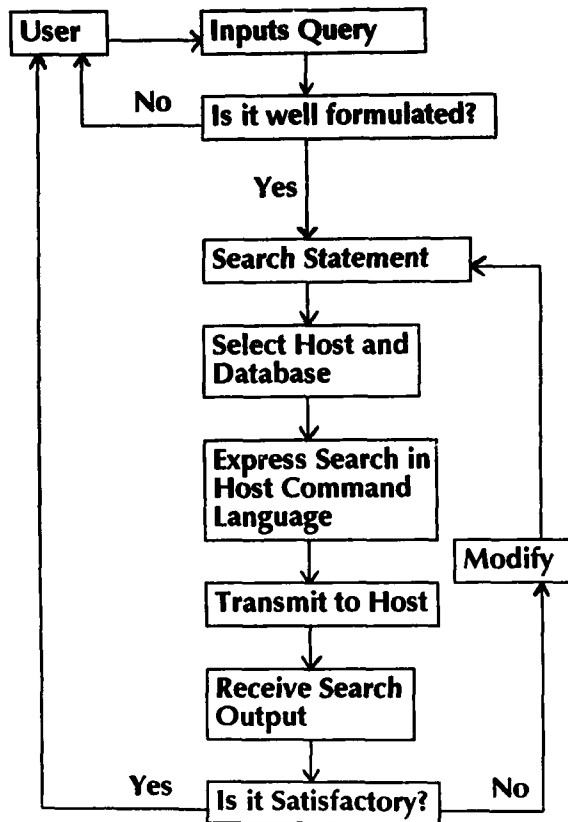 User
Inputs Query
No
Is it well formulated?
Yes
Search Statement
Select Host and
Database
Express Search in
Host Command
Language
Modify
Transmit to Host
Receive Search
Output
Yes
Is it Satisfactory?
No